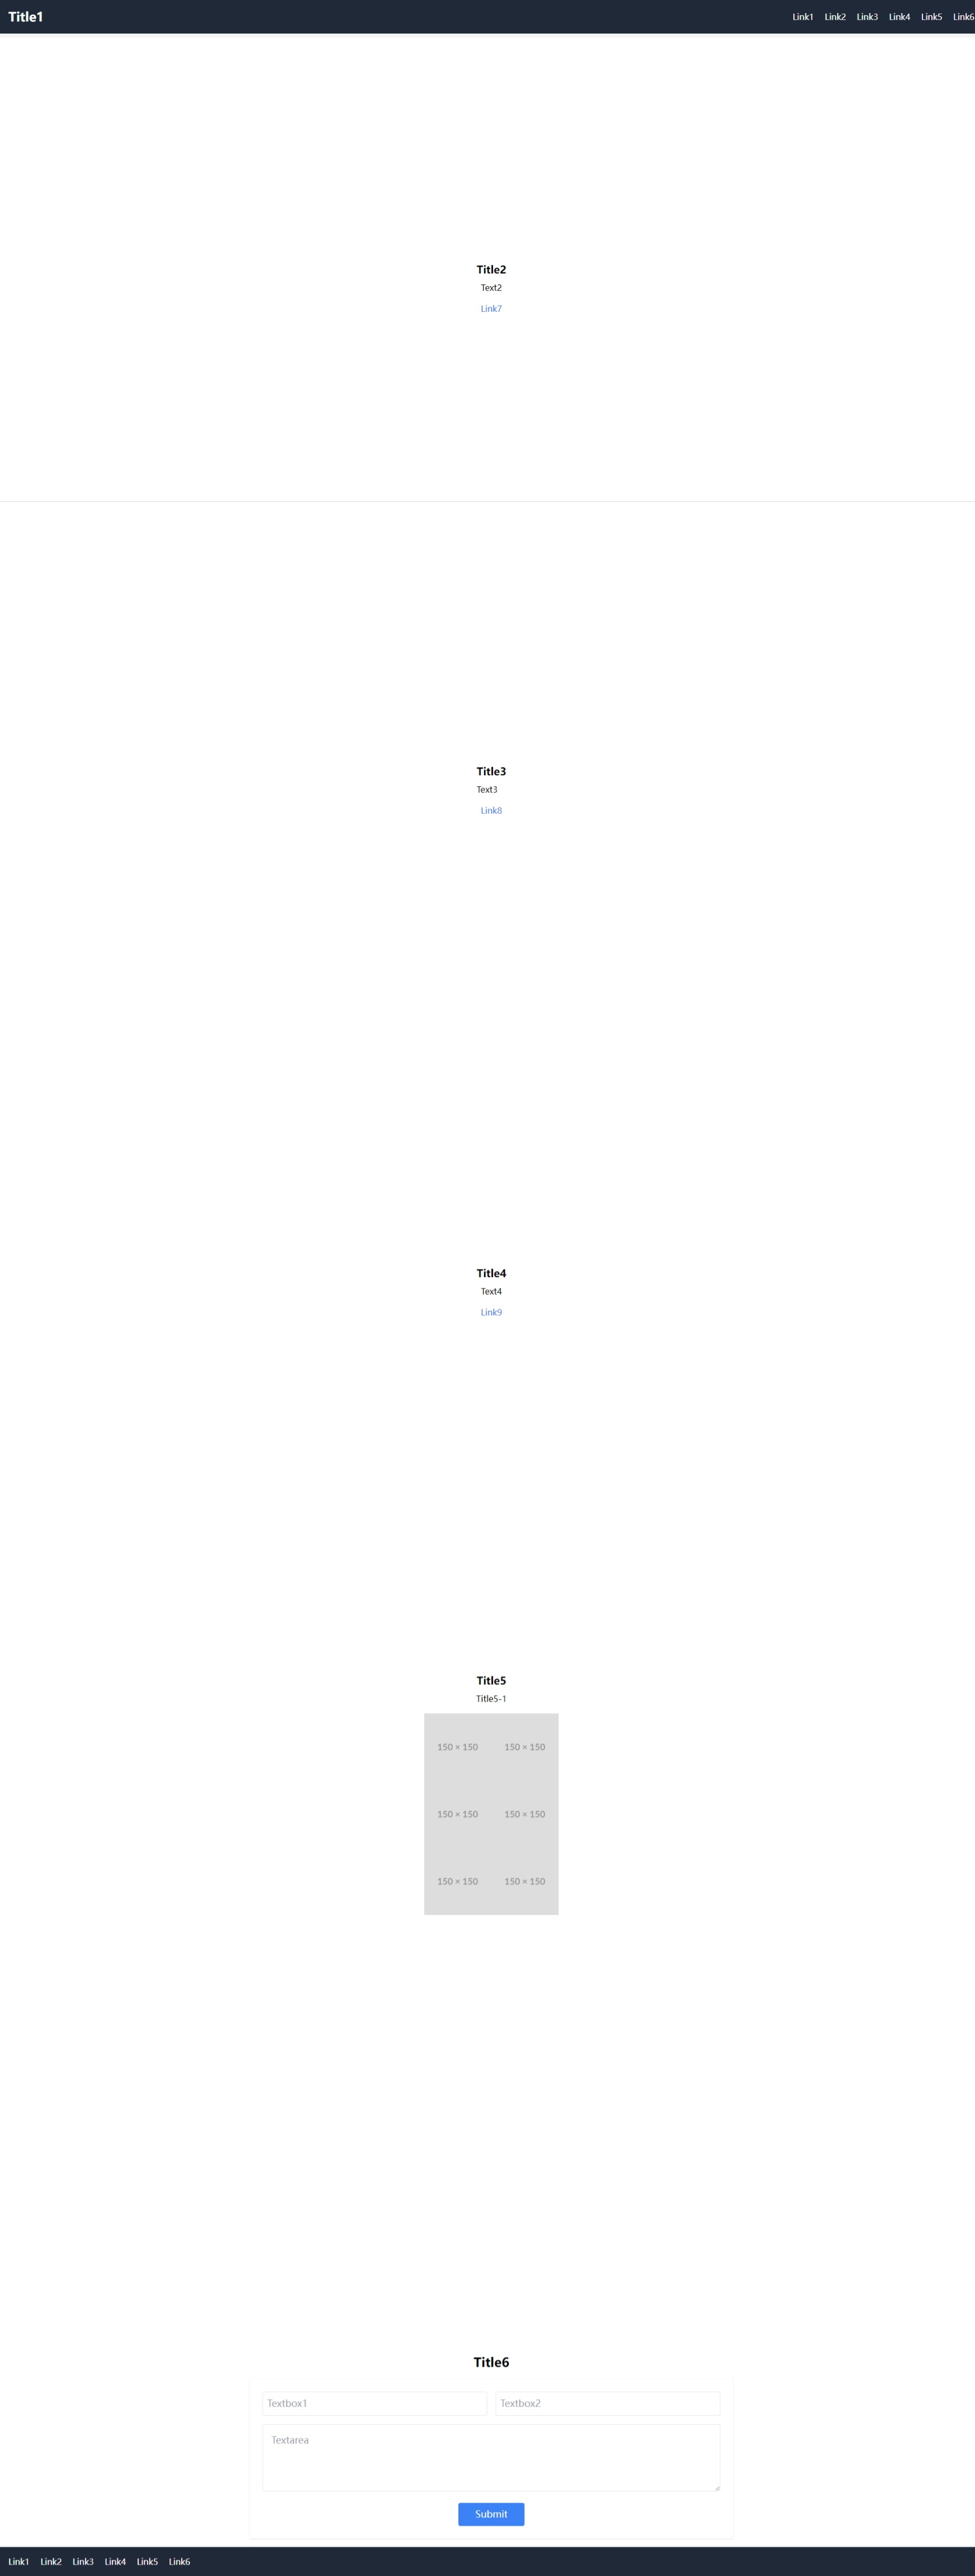 Title1 Link1 Link2 Link3 Link4 Link5 Link6
Title2
Text2
Link7
Title3
Text3
Link8
Title4
Text4
Link9
Title5
Title5-1
150 × 150 150 × 150
150 × 150 150 × 150
150 × 150 150 × 150
Title6
Textbox1 Textbox2
Textarea
Submit
Link1 Link2 Link3 Link4 Link5 Link6